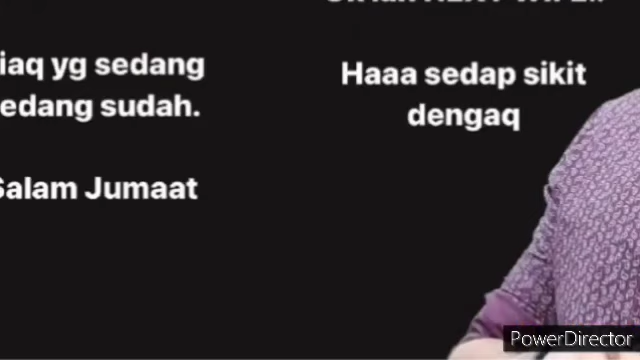 iaq yg sedang
edang sudah.
Salam Jumaat
Haaa sedap sikit
dengaq
PowerDirector